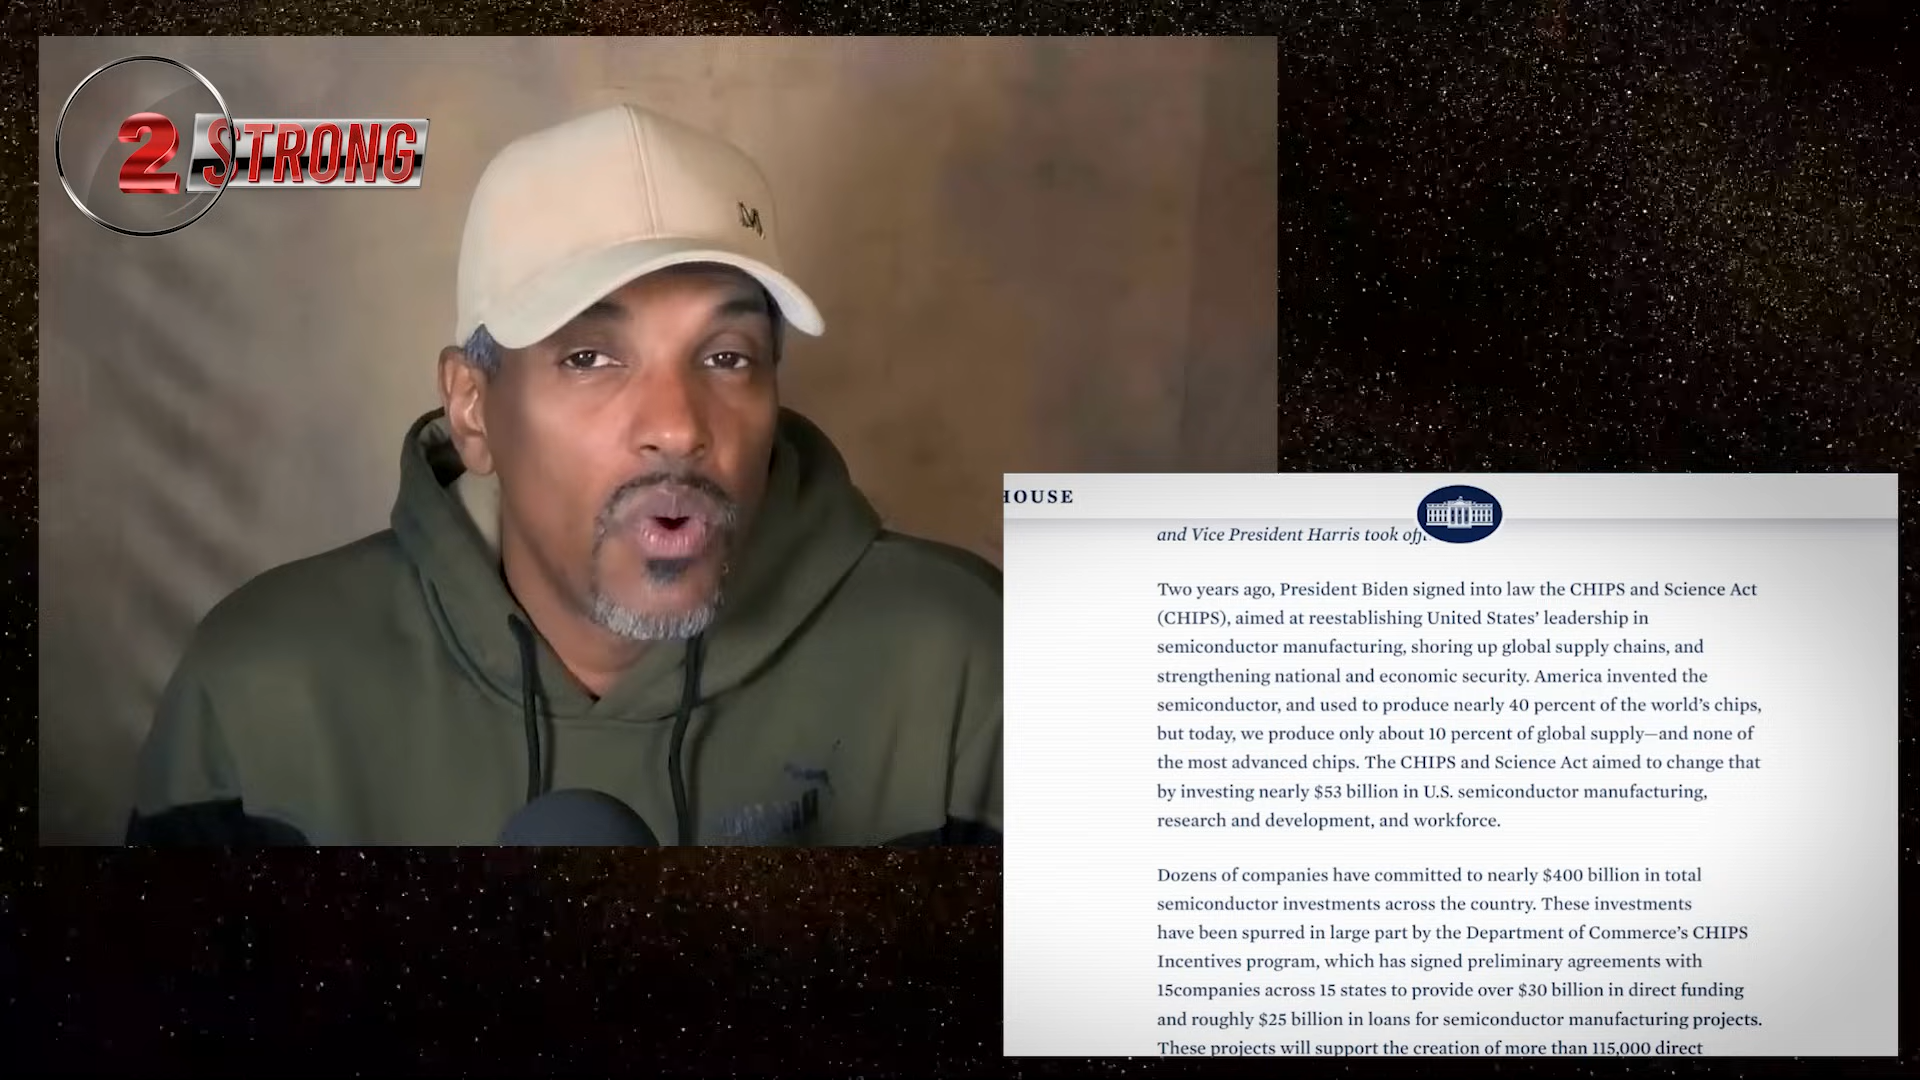 2 STRONG
HOUSE
and Vice President Harris took
Two years ago, President Biden signed into law the CHIPS and Science Act
(CHIPS), aimed at reestablishing United States’ leadership in
semiconductor manufacturing, shoring up global supply chains, and
strengthening national and economic security. America invented the
semiconductor, and used to produce nearly 40 percent of the world’s chips,
but today, we produce only about 10 percent of global supply—and none of
the most advanced chips. The CHIPS and Science Act aimed to change that
by investing nearly $53 billion in U.S. semiconductor manufacturing,
research and development, and workforce.
Dozens of companies have committed to nearly $400 billion in total
semiconductor investments across the country. These investments
have been spurred in large part by the Department of Commerce’s CHIPS
Incentives program, which has signed preliminary agreements with
15companies across 15 states to provide over $30 billion in direct funding
and roughly $25 billion in loans for semiconductor manufacturing projects.
These projects will support the creation of more than 115,000 direct